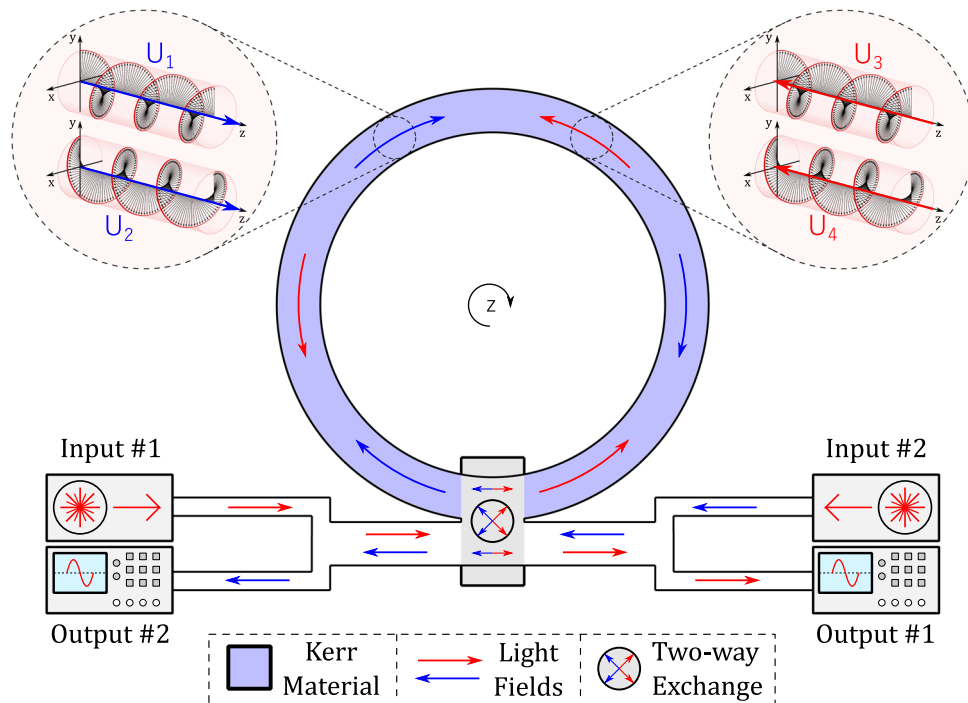 y
U₁
x
z
y
x
U₂
z
y
U₃
x
z
y
x
U₄
z
z
Input #1
Output #2
Input #2
Output #1
Kerr
Material
Light
Fields
Two-way
Exchange